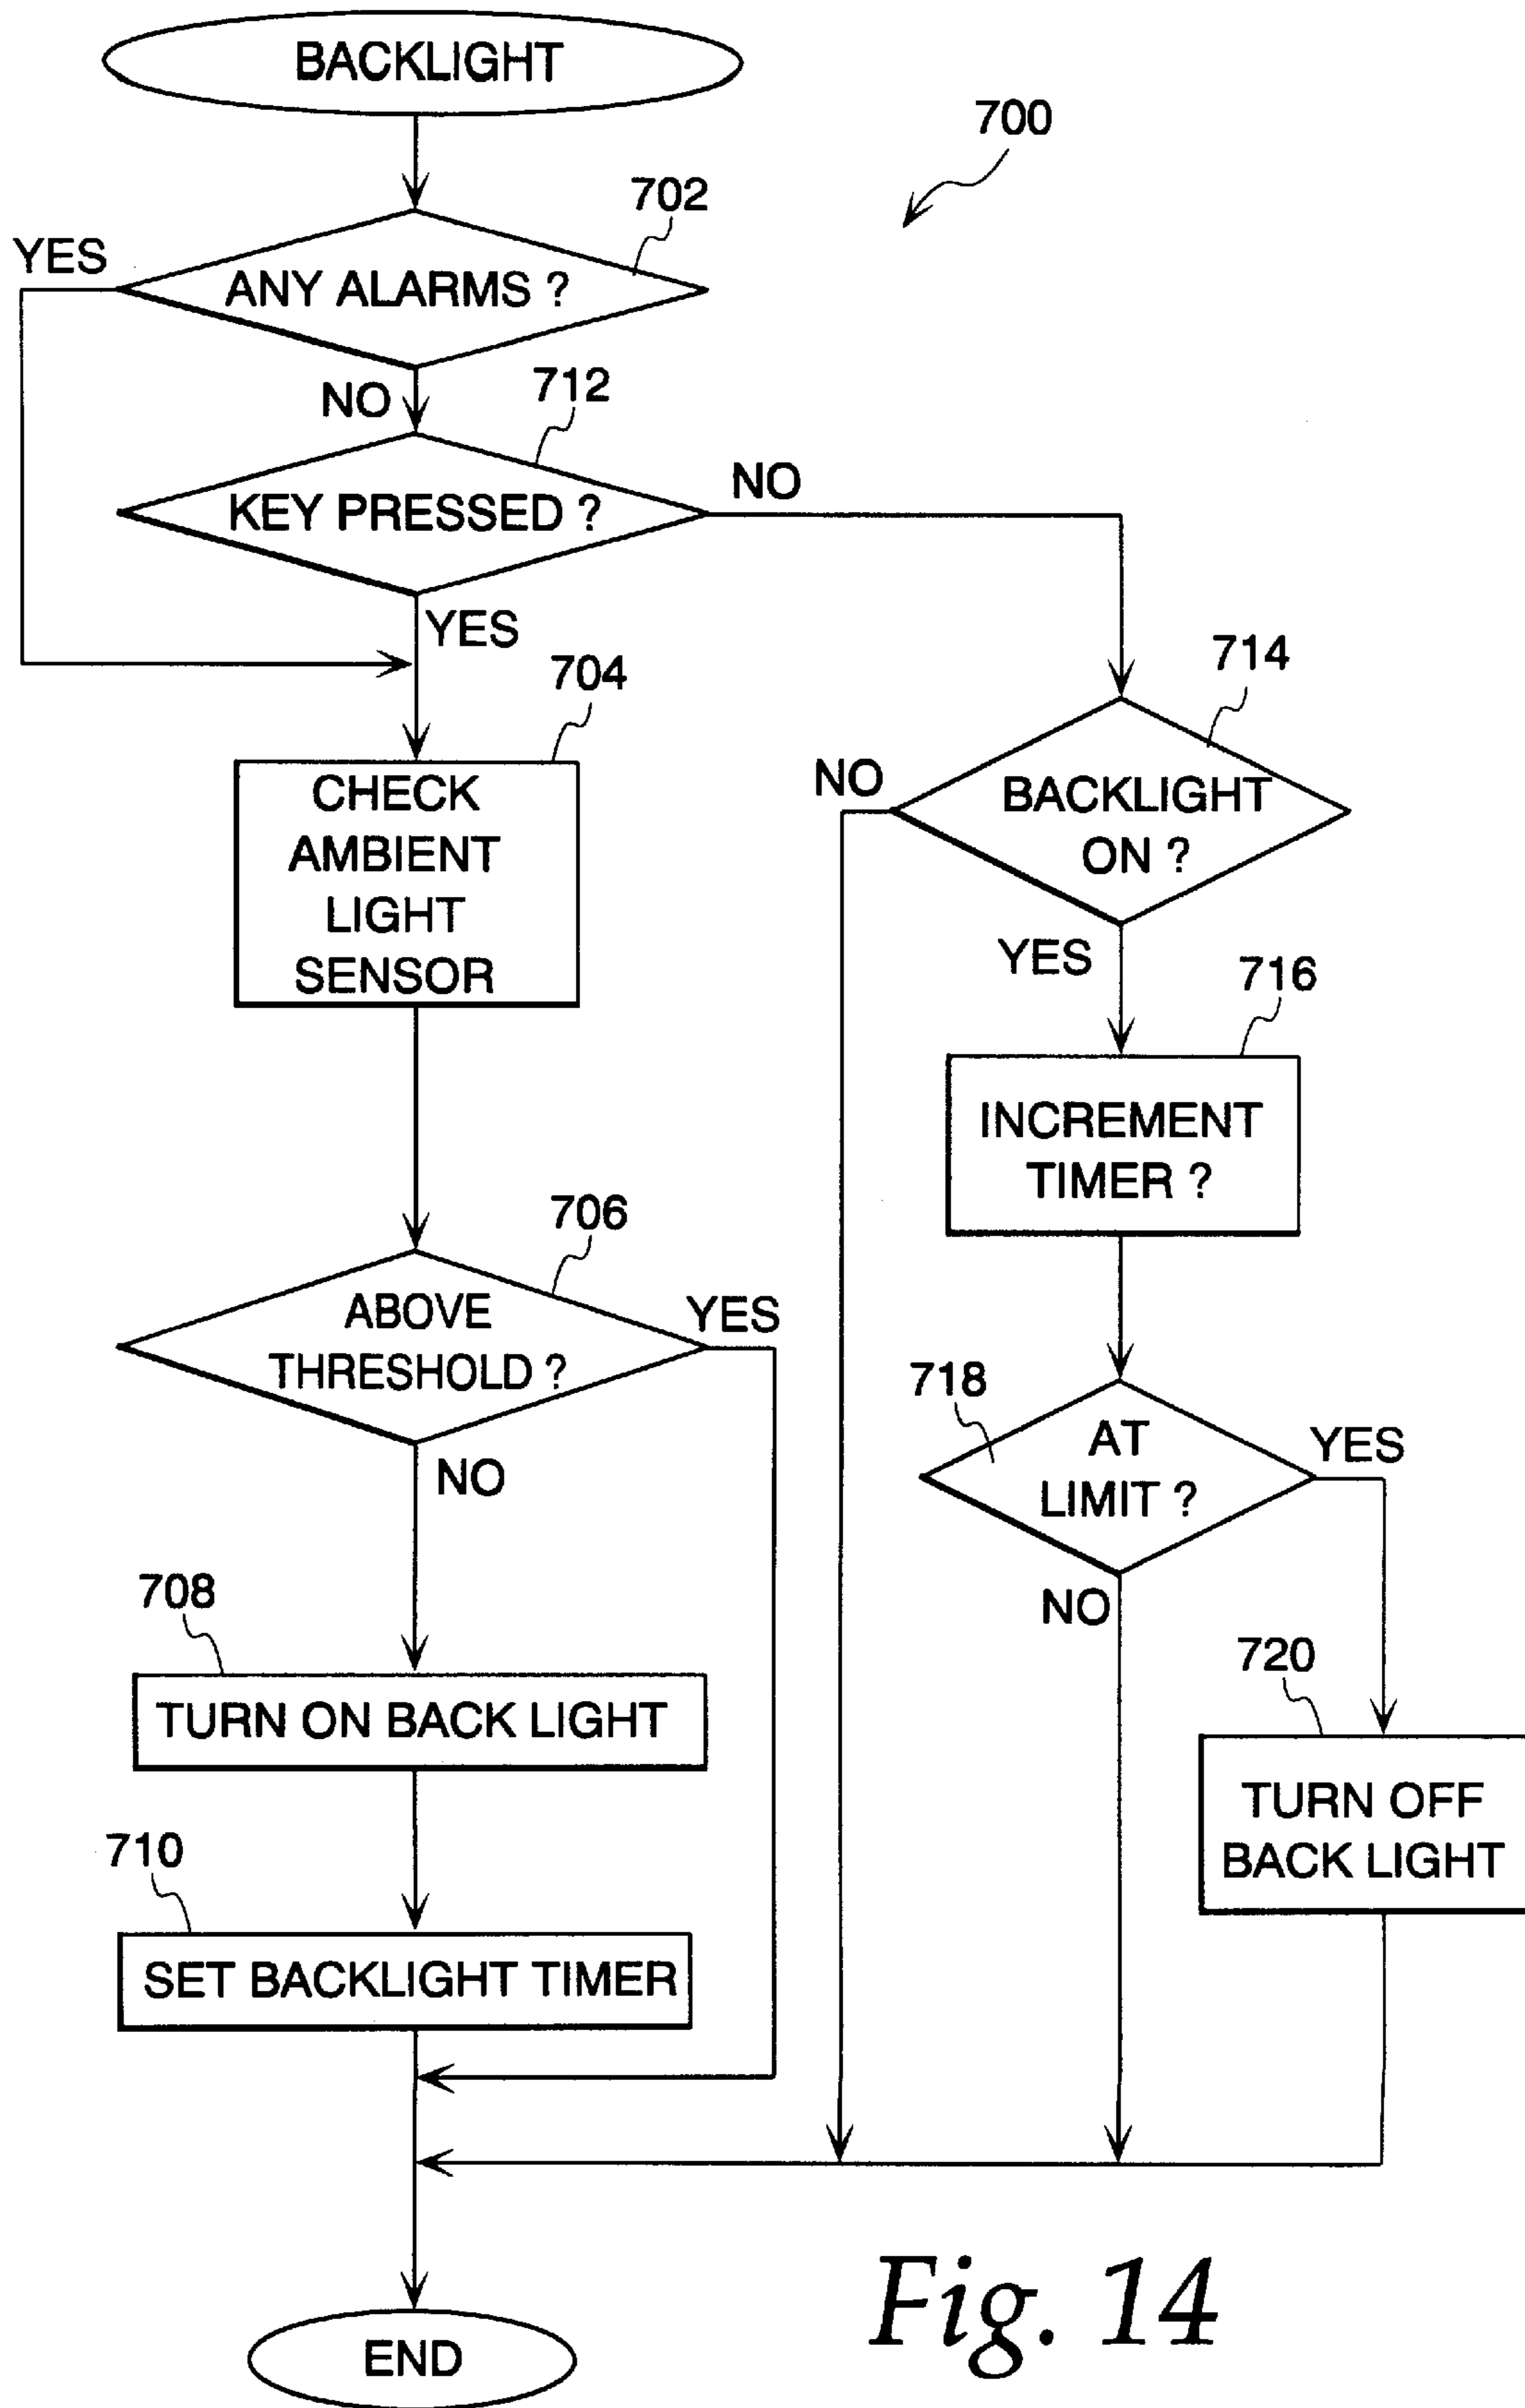 BACKLIGHT
700
702
YES
ANY ALARMS ?
NO
712
KEY PRESSED ?
NO
YES
704
CHECK
AMBIENT
LIGHT
SENSOR
706
ABOVE
THRESHOLD ?
YES
NO
708
TURN ON BACK LIGHT
710
SET BACKLIGHT TIMER
714
NO
BACKLIGHT
ON ?
YES
716
INCREMENT
TIMER ?
718
AT
LIMIT ?
YES
NO
720
TURN OFF
BACK LIGHT
END
Fig. 14